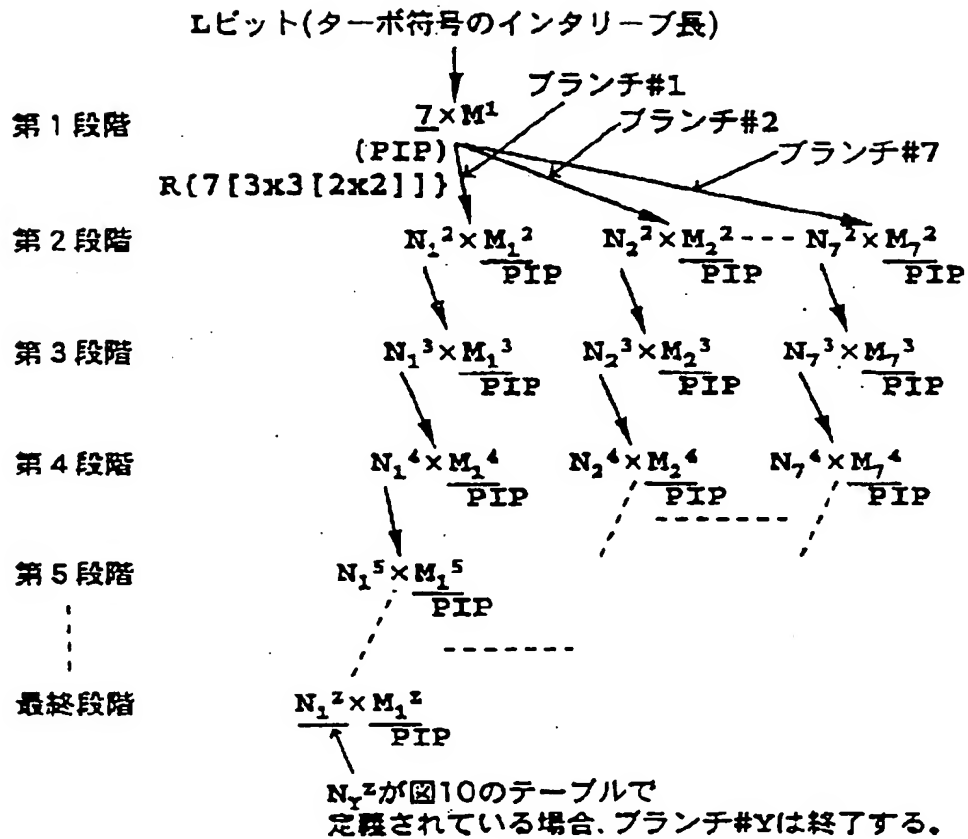 Lビット(ターボ符号のインタリーブ長)
ブランチ#1
第1段階 7×M¹
ブランチ#2
(PIP)
ブランチ#7
R{7[3x3[2x2]]}
第2段階 N₁²×M₁² N₂²×M₂² ---- N₇²×M₇²
PIP PIP PIP
第3段階 N₁³×M₁³ N₂³×M₂³ N₇³×M₇³
PIP PIP PIP
第4段階 N₁⁴×M₁⁴ N₂⁴×M₂⁴ N₇⁴×M₇⁴
PIP PIP PIP
第5段階 N₁⁵×M₁⁵
PIP
最終段階 N₁ᶻ×M₁ᶻ
PIP
N_Yᶻが図10のテーブルで
定義されている場合、ブランチ#Yは終了する。